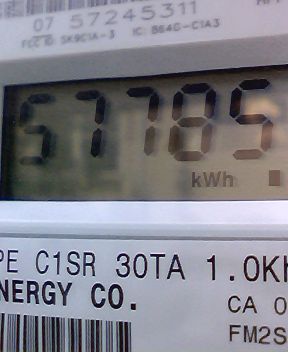 07 57245311
FCC ID SK9C1A-3 IC: 864G-C1A3
57785
kWh
PE C1SR 30TA 1.0Kh
NERGY CO.
CA 0
FM2S